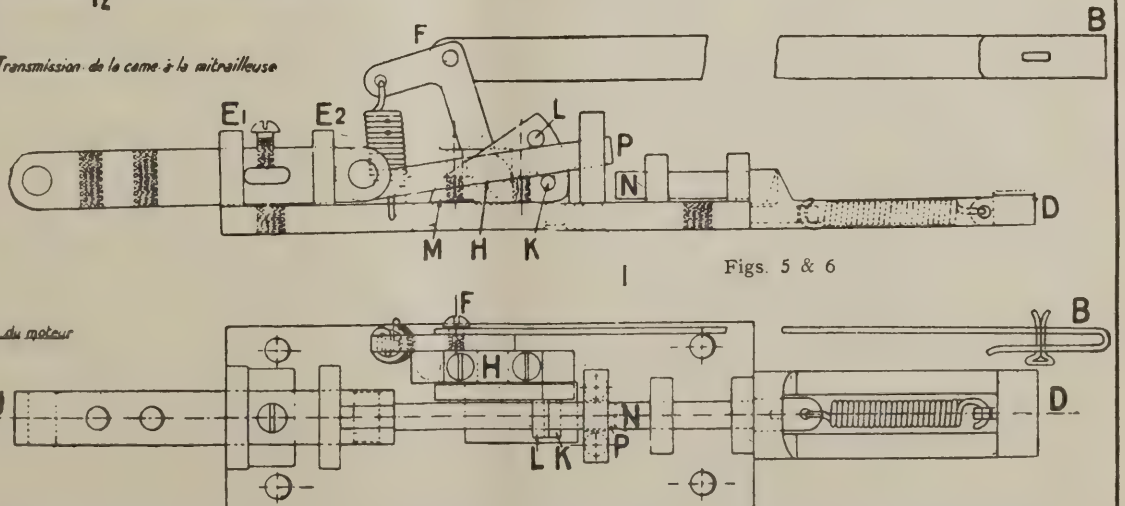 12
Transmission de la came à la mitrailleuse
F
B
E1
E2
L
P
N
D
M
H
K
Figs. 5 & 6
du moteur
F
B
H
N
D
P
L
K